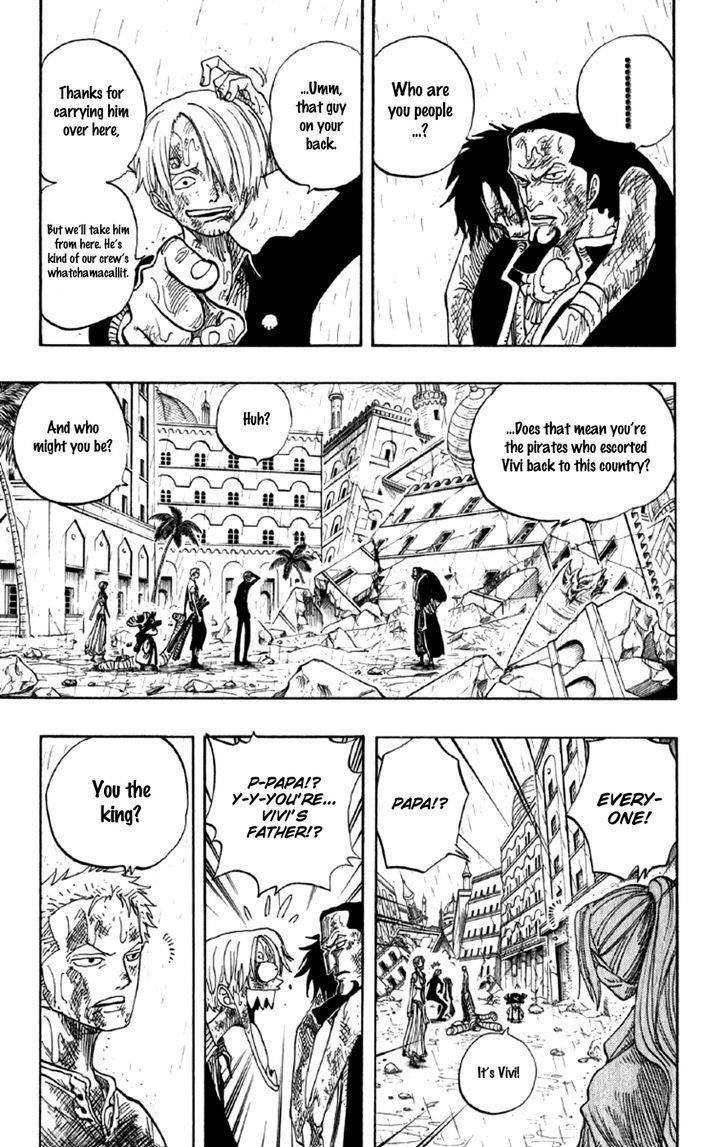 .........
Who are
you people
...?
...Umm,
that guy
on your
back.
Thanks for
carrying him
over here,
But we'll take him
from here. He's
kind of our crew's
whatchamacallit.
...Does that mean you're
the pirates who escorted
Vivi back to this country?
Huh?
And who
might you be?
EVERY-
ONE!
PAPA!?
It's Vivi!
P-PAPA!?
Y-Y-YOU'RE...
VIVI'S
FATHER!?
You the
king?